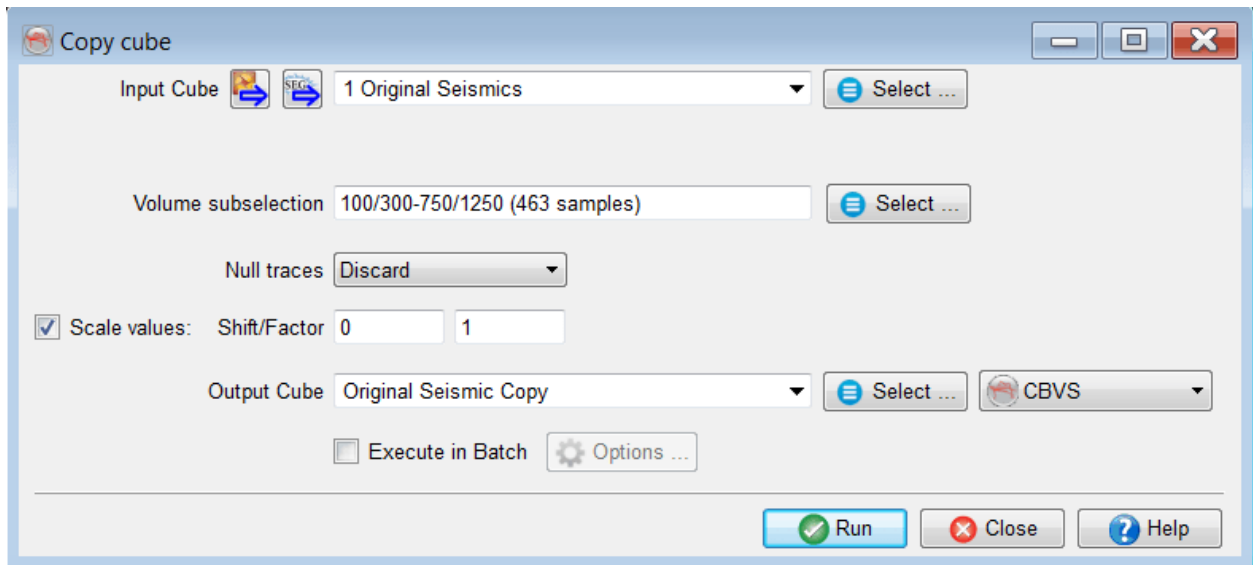 Copy cube
Input Cube SEG 1 Original Seismics Select ...
Volume subselection 100/300-750/1250 (463 samples) Select ...
Null traces Discard
Scale values: Shift/Factor 0 1
Output Cube Original Seismic Copy Select ... CBVS
Execute in Batch Options ...
Run Close Help